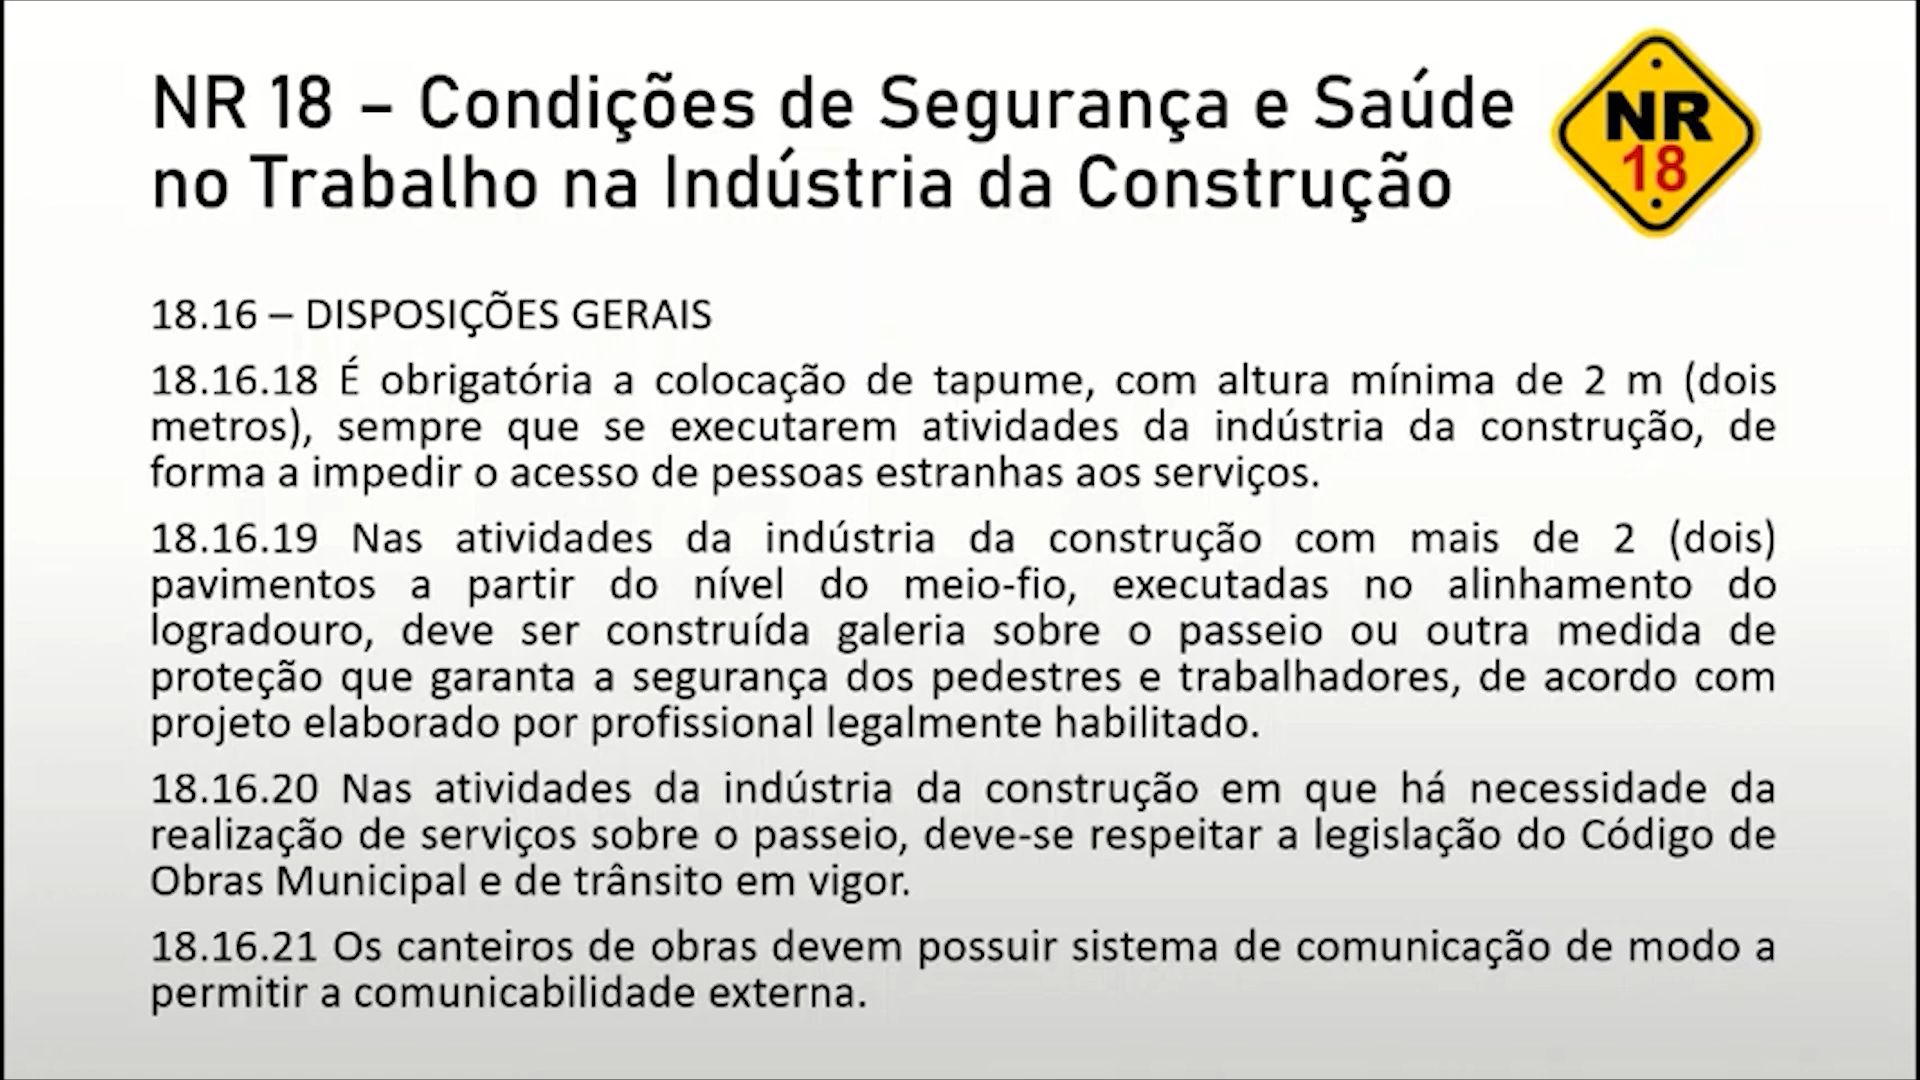 NR 18 – Condições de Segurança e Saúde
no Trabalho na Indústria da Construção
NR
18
18.16 – DISPOSIÇÕES GERAIS
18.16.18 É obrigatória a colocação de tapume, com altura mínima de 2 m (dois
metros), sempre que se executarem atividades da indústria da construção, de
forma a impedir o acesso de pessoas estranhas aos serviços.
18.16.19 Nas atividades da indústria da construção com mais de 2 (dois)
pavimentos a partir do nível do meio-fio, executadas no alinhamento do
logradouro, deve ser construída galeria sobre o passeio ou outra medida de
proteção que garanta a segurança dos pedestres e trabalhadores, de acordo com
projeto elaborado por profissional legalmente habilitado.
18.16.20 Nas atividades da indústria da construção em que há necessidade da
realização de serviços sobre o passeio, deve-se respeitar a legislação do Código de
Obras Municipal e de trânsito em vigor.
18.16.21 Os canteiros de obras devem possuir sistema de comunicação de modo a
permitir a comunicabilidade externa.